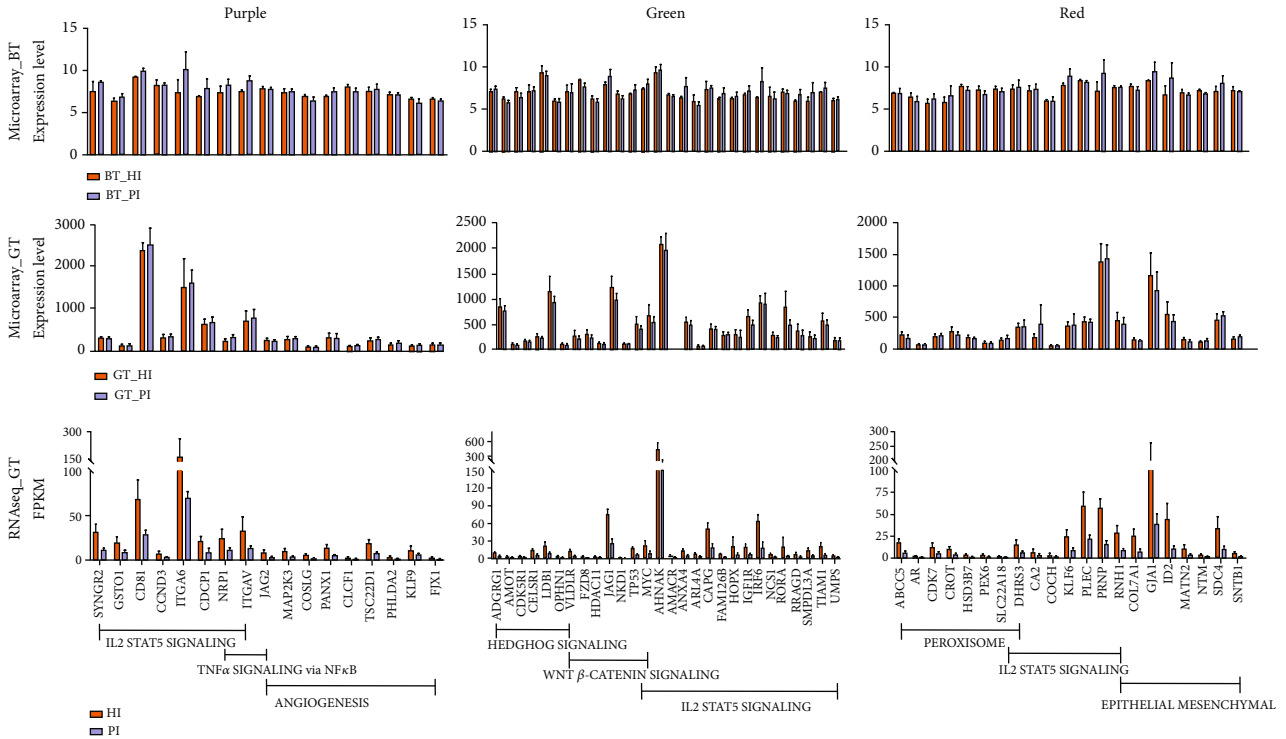 Purple
Green
Red
Microarray_BT
Expression level
15
10
5
0
15
10
5
0
15
10
5
0
BT_HI
BT_PI
Microarray_GT
Expression level
3000
2000
1000
0
2500
2000
1500
1000
500
0
2000
1500
1000
500
0
GT_HI
GT_PI
RNAseq_GT
FPKM
300
150
100
50
0
600
300
150
120
90
60
30
0
300
250
200
100
75
50
25
0
SYNGR2
GSTO1
CD81
CCND3
ITGA6
CDCP1
NRP1
ITGAV
JAG2
MAP2K3
COSLG
PANX1
CLCF1
TSC22D1
PHLDA2
KLF9
FJX1
ADGRG1
AMOT
CDK5R1
CELSR1
LDB1
OPHN1
VLDLR
FZD8
HDAC11
JAG1
NKD1
TP53
MYC
AHNAK
AMACR
ANXA4
ARL4A
CAPG
FAM126B
HOPX
IGF1R
IRF6
NCS1
RORA
RRAGD
SMPDL3A
TIAM1
UMPS
ABCC5
AR
CDK7
CROT
HSD3B7
PEX6
SLC22A18
DHRS3
CA2
COCH
KLF6
PLEC
PRNP
RNH1
COL7A1
GJA1
ID2
MATN2
NTM
SDC4
SNTB1
IL2 STAT5 SIGNALING
TNFα SIGNALING via NFκB
ANGIOGENESIS
HEDGHOG SIGNALING
WNT β-CATENIN SIGNALING
IL2 STAT5 SIGNALING
PEROXISOME
IL2 STAT5 SIGNALING
EPITHELIAL MESENCHYMAL
HI
PI